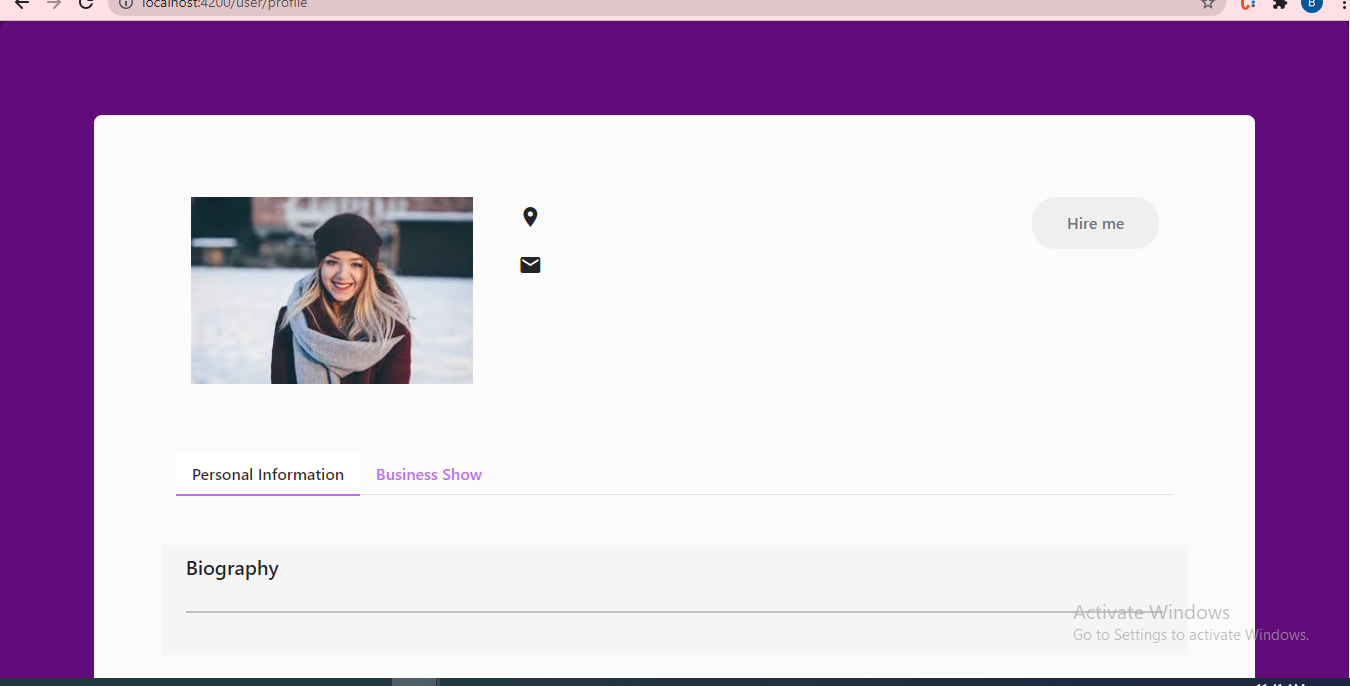 localhost:4200/user/profile
B
Hire me
Personal Information
Business Show
Biography
Activate Windows
Go to Settings to activate Windows.